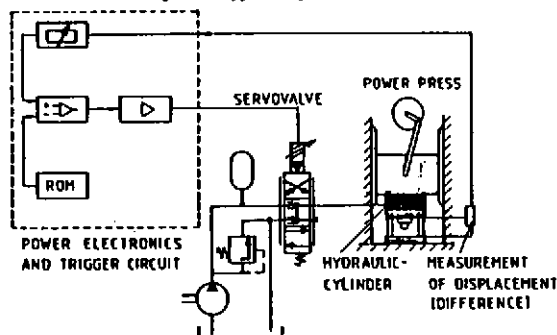 POWER PRESS
SERVOVALVE
ROM
POWER ELECTRONICS
AND TRIGGER CIRCUIT
HYDRAULIC-
CYLINDER
MEASUREMENT
OF DISPLACEMENT
(DIFFERENCE)